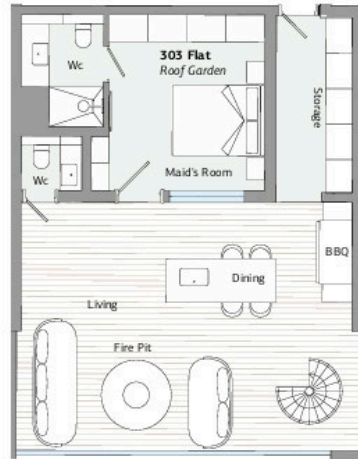 303 Flat
Roof Garden
Wc
Storage
Maid's Room
Wc
BBQ
Dining
Living
Fire Pit